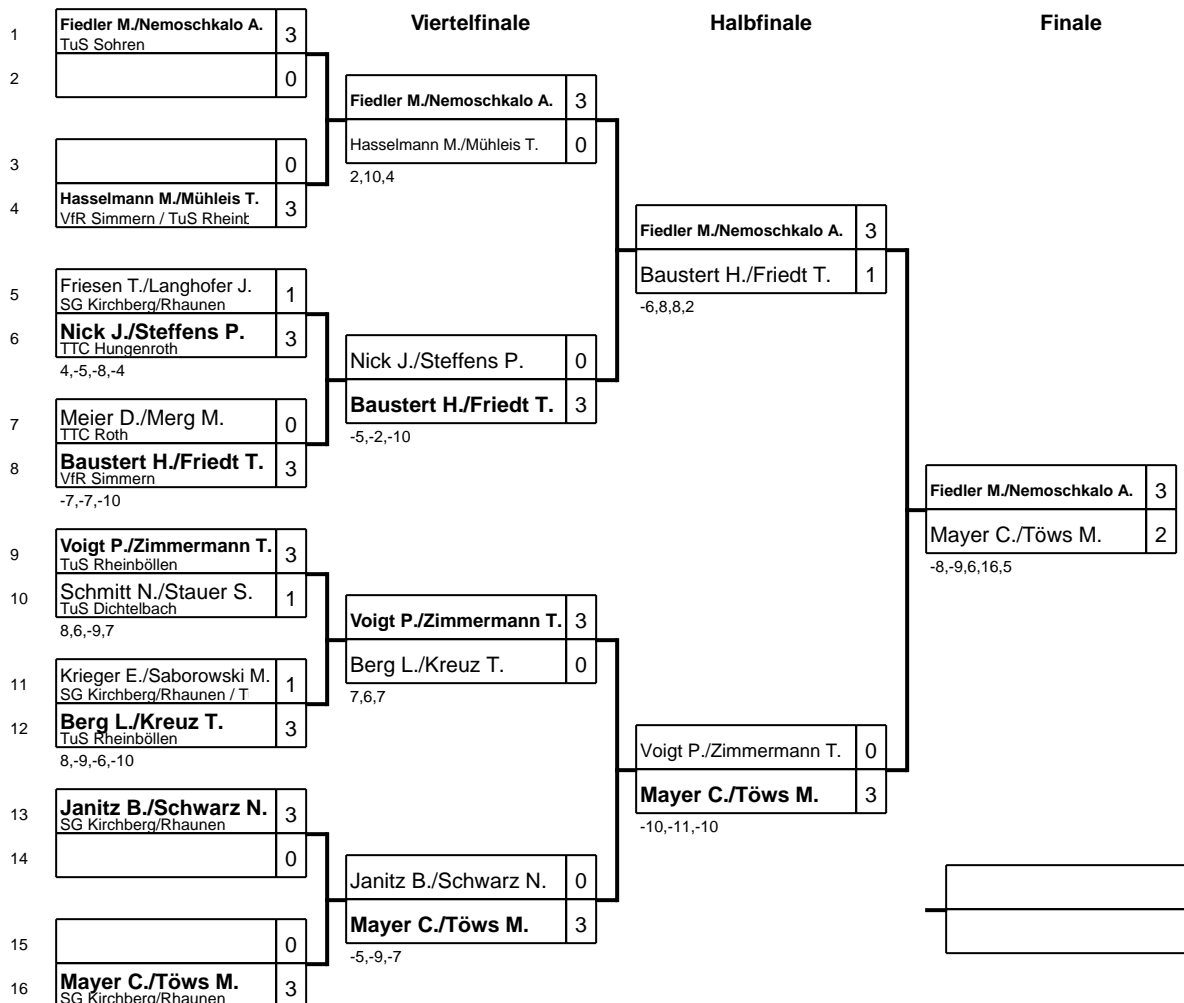 Viertelfinale
Halbfinale
Finale
1
Fiedler M./Nemoschkalo A.
3
TuS Sohren
2
0
3
0
4
Hasselmann M./Mühleis T.
3
VfR Simmern / TuS Rheinb
5
Friesen T./Langhofer J.
1
SG Kirchberg/Rhaunen
6
Nick J./Steffens P.
3
TTC Hungenroth
4,-5,-8,-4
7
Meier D./Merg M.
0
TTC Roth
8
Baustert H./Friedt T.
3
VfR Simmern
-7,-7,-10
9
Voigt P./Zimmermann T.
3
TuS Rheinböllen
10
Schmitt N./Stauer S.
1
TuS Dichtelbach
8,6,-9,7
11
Krieger E./Saborowski M.
1
SG Kirchberg/Rhaunen / T
12
Berg L./Kreuz T.
3
TuS Rheinböllen
8,-9,-6,-10
13
Janitz B./Schwarz N.
3
SG Kirchberg/Rhaunen
14
0
15
0
16
Mayer C./Töws M.
3
SG Kirchberg/Rhaunen
Fiedler M./Nemoschkalo A.
3
Hasselmann M./Mühleis T.
0
2,10,4
Nick J./Steffens P.
0
Baustert H./Friedt T.
3
-5,-2,-10
Voigt P./Zimmermann T.
3
Berg L./Kreuz T.
0
7,6,7
Janitz B./Schwarz N.
0
Mayer C./Töws M.
3
-5,-9,-7
Fiedler M./Nemoschkalo A.
3
Baustert H./Friedt T.
1
-6,8,8,2
Voigt P./Zimmermann T.
0
Mayer C./Töws M.
3
-10,-11,-10
Fiedler M./Nemoschkalo A.
3
Mayer C./Töws M.
2
-8,-9,6,16,5